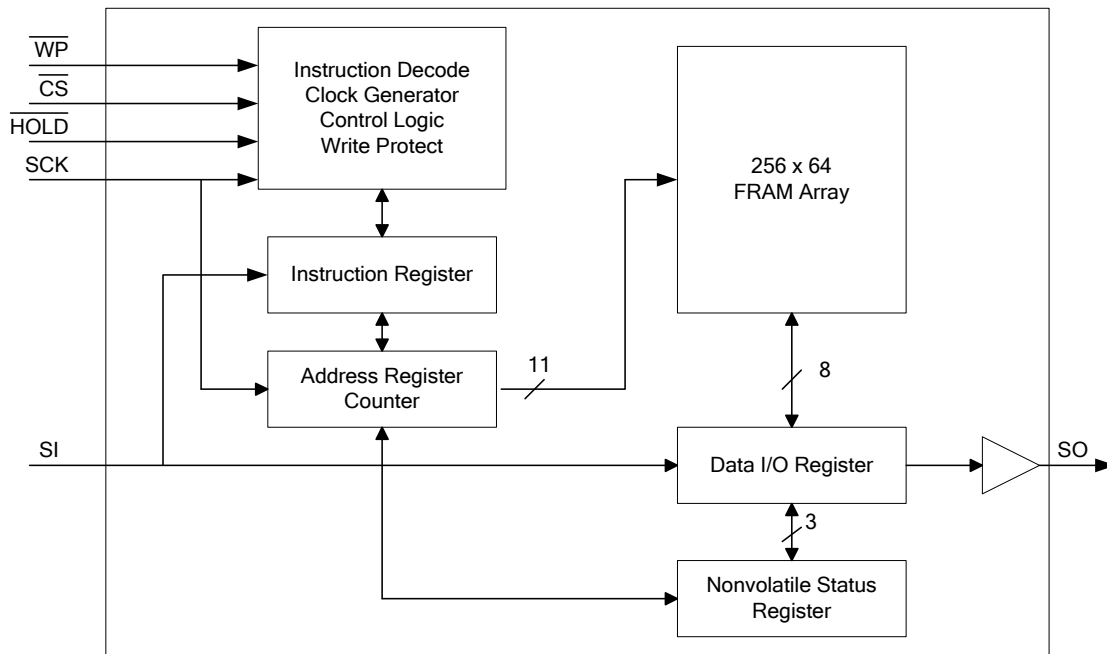 WP
CS
HOLD
SCK
Instruction Decode
Clock Generator
Control Logic
Write Protect
256 x 64
FRAM Array
Instruction Register
Address Register
Counter
11
8
SI
Data I/O Register
SO
3
Nonvolatile Status
Register